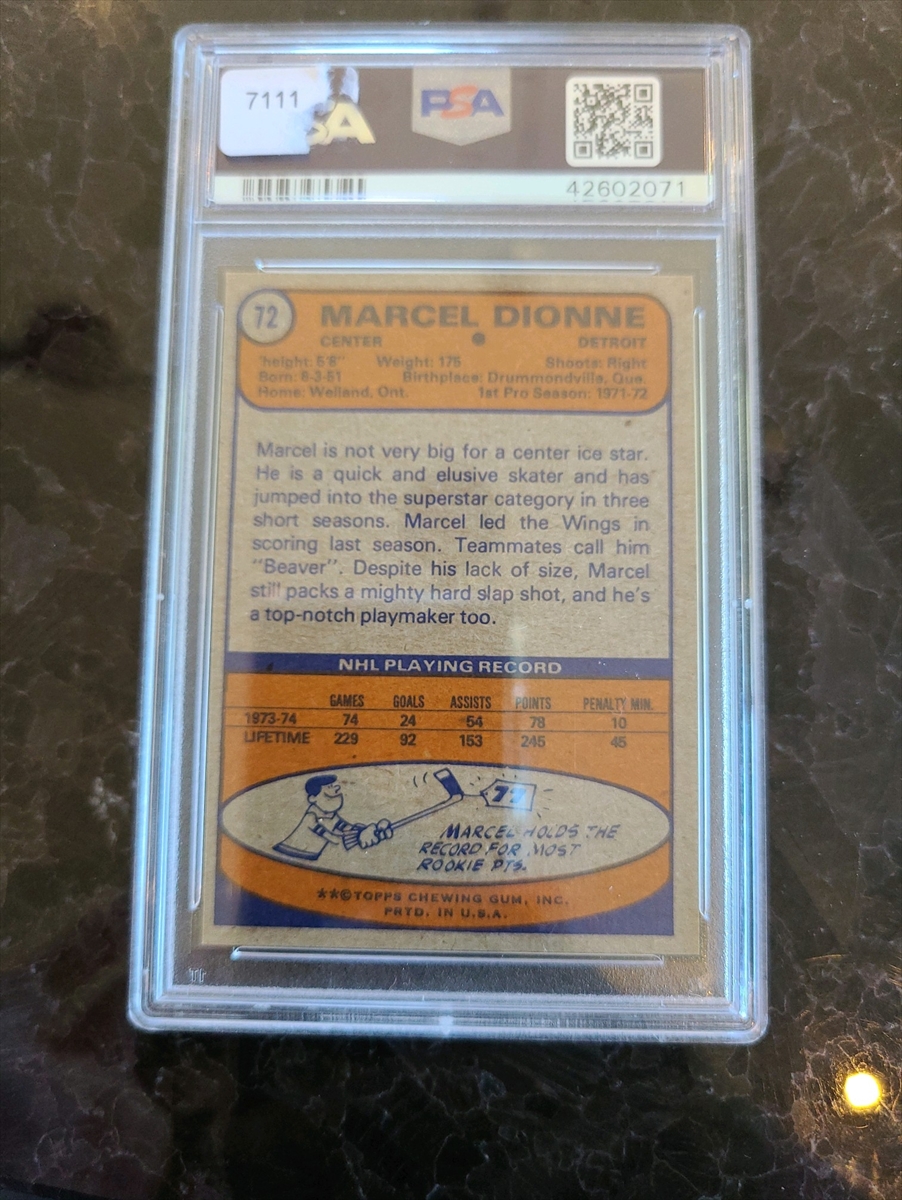 7111
SA
PSA
42602071
72 MARCEL DIONNE
CENTER DETROIT
Height: 5'8" Weight: 175 Shoots: Right
Born: 8-3-51 Birthplace: Drummondville, Que.
Home: Welland, Ont. 1st Pro Season: 1971-72
Marcel is not very big for a center ice star.
He is a quick and elusive skater and has
jumped into the superstar category in three
short seasons. Marcel led the Wings in
scoring last season. Teammates call him
"Beaver". Despite his lack of size, Marcel
still packs a mighty hard slap shot, and he's
a top-notch playmaker too.
NHL PLAYING RECORD
GAMES GOALS ASSISTS POINTS PENALTY MIN.
1973-74 74 24 54 78 10
LIFETIME 229 92 153 245 45
77
MARCEL HOLDS THE
RECORD FOR MOST
ROOKIE PTS.
**©TOPPS CHEWING GUM, INC.
PRTD. IN U.S.A.